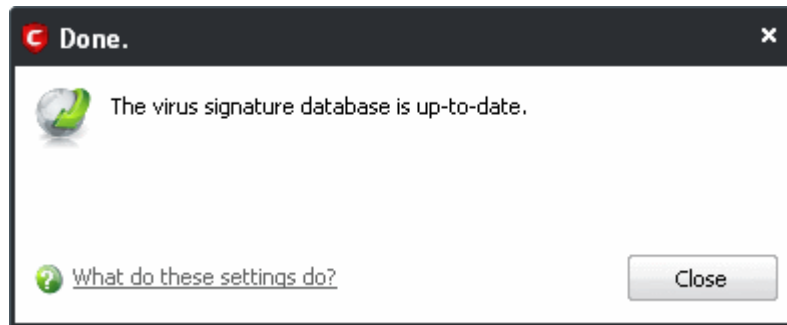 Done.
The virus signature database is up-to-date.
What do these settings do?
Close